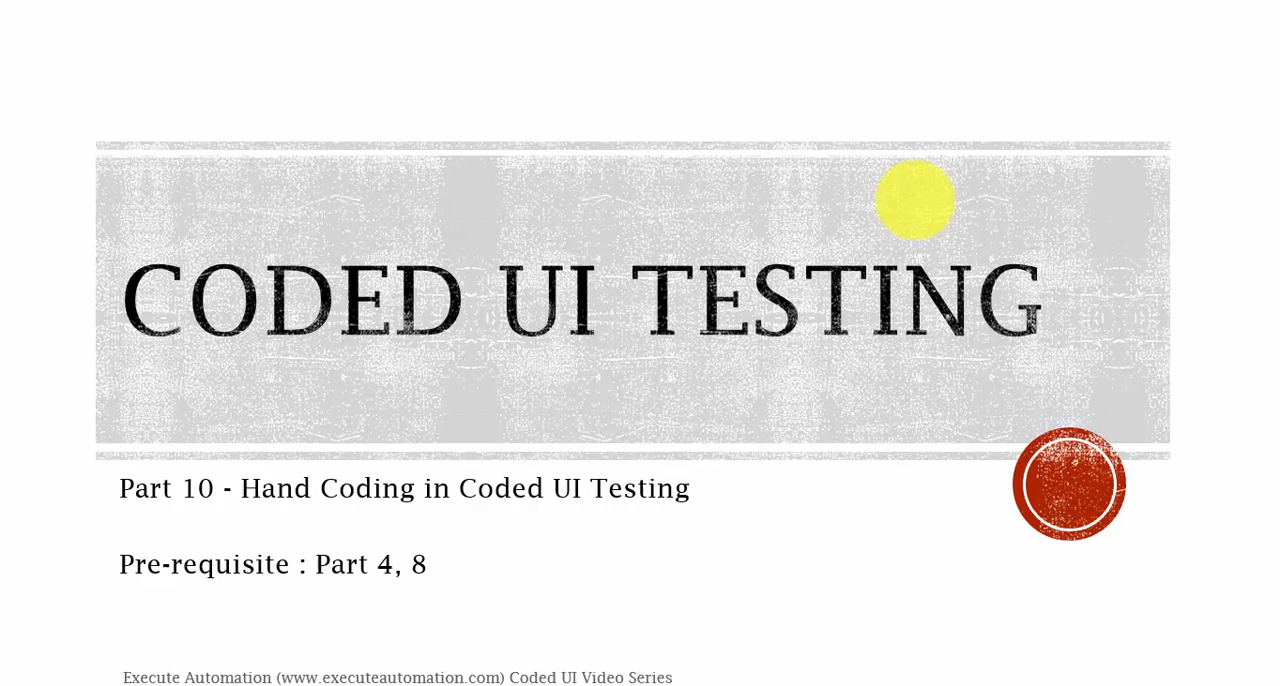 CODED UI TESTING
Part 10 - Hand Coding in Coded UI Testing
Pre-requisite : Part 4, 8
Execute Automation (www.executeautomation.com) Coded UI Video Series